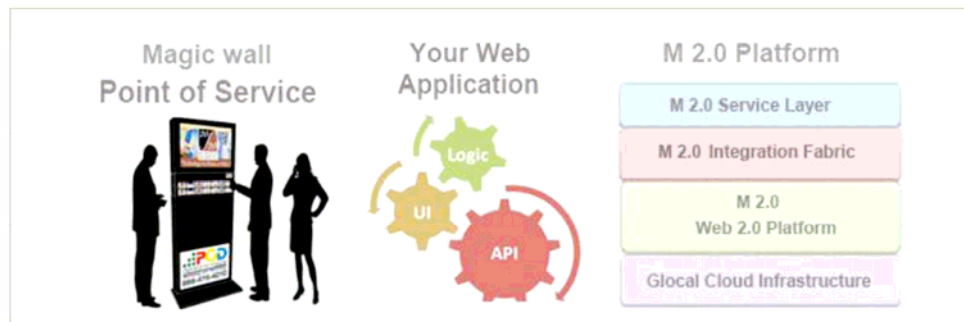 Magic wall
Point of Service
Your Web
Application
Logic
UI
API
M 2.0 Platform
M 2.0 Service Layer
M 2.0 Integration Fabric
M 2.0
Web 2.0 Platform
Glocal Cloud Infrastructure